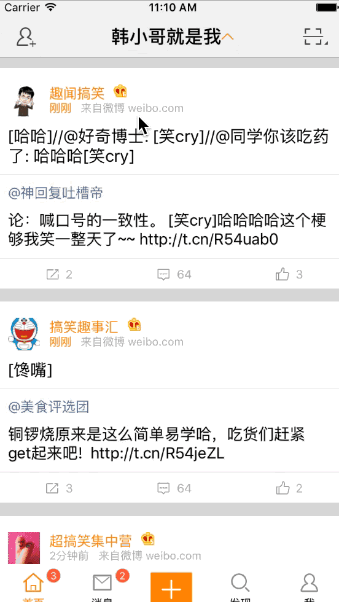 Carrier 11:10 AM
韩小哥就是我
趣闻搞笑
刚刚 来自微博 weibo.com
[哈哈]//@好奇博士: [笑cry]//@同学你该吃药
了: 哈哈哈[笑cry]
@神回复吐槽帝
论：喊口号的一致性。 [笑cry]哈哈哈哈这个梗
够我笑一整天了~~ http://t.cn/R54uab0
2 64 3
搞笑趣事汇
刚刚 来自微博 weibo.com
[馋嘴]
@美食评选团
铜锣烧原来是这么简单易学哈，吃货们赶紧
get起来吧! http://t.cn/R54jeZL
3 64 2
超搞笑集中营
2分钟前 来自微博 weibo.com
3 2
首页 消息 发现 我